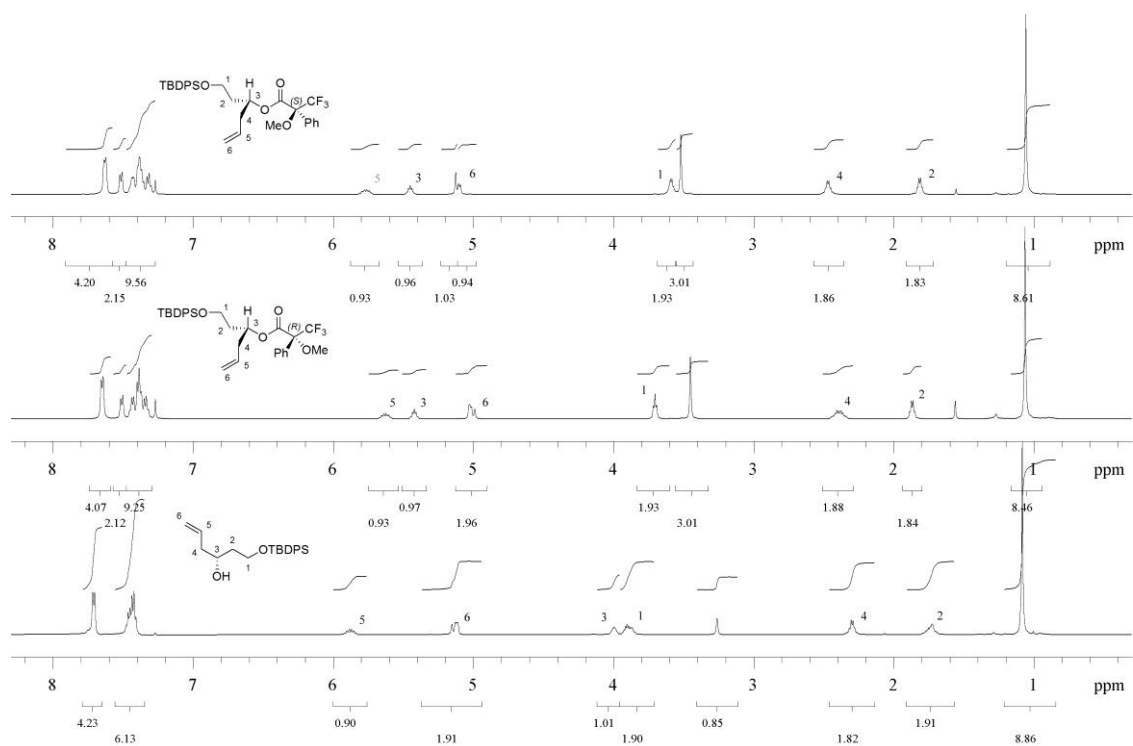 TBDPSO
1
H
2
3
O
O
(S)
CF3
4
MeO
Ph
5
6
5
3
6
1
4
2
8 7 6 5 4 3 2 1 ppm
4.20 9.56 0.93 0.96 0.94 3.01 1.86 1.83 8.61
2.15 1.03 1.93
TBDPSO
1
H
2
3
O
O
(R)
CF3
4
Ph
OMe
5
6
5
3
6
1
4
2
8 7 6 5 4 3 2 1 ppm
4.07 9.25 0.97 1.93 1.88 8.46
2.12 0.93 1.96 3.01 1.84
6
5
4
3
2
1
OTBDPS
OH
5
6
3
1
4
2
8 7 6 5 4 3 2 1 ppm
4.23 0.90 1.01 0.85 1.91
6.13 1.91 1.90 1.82 8.86